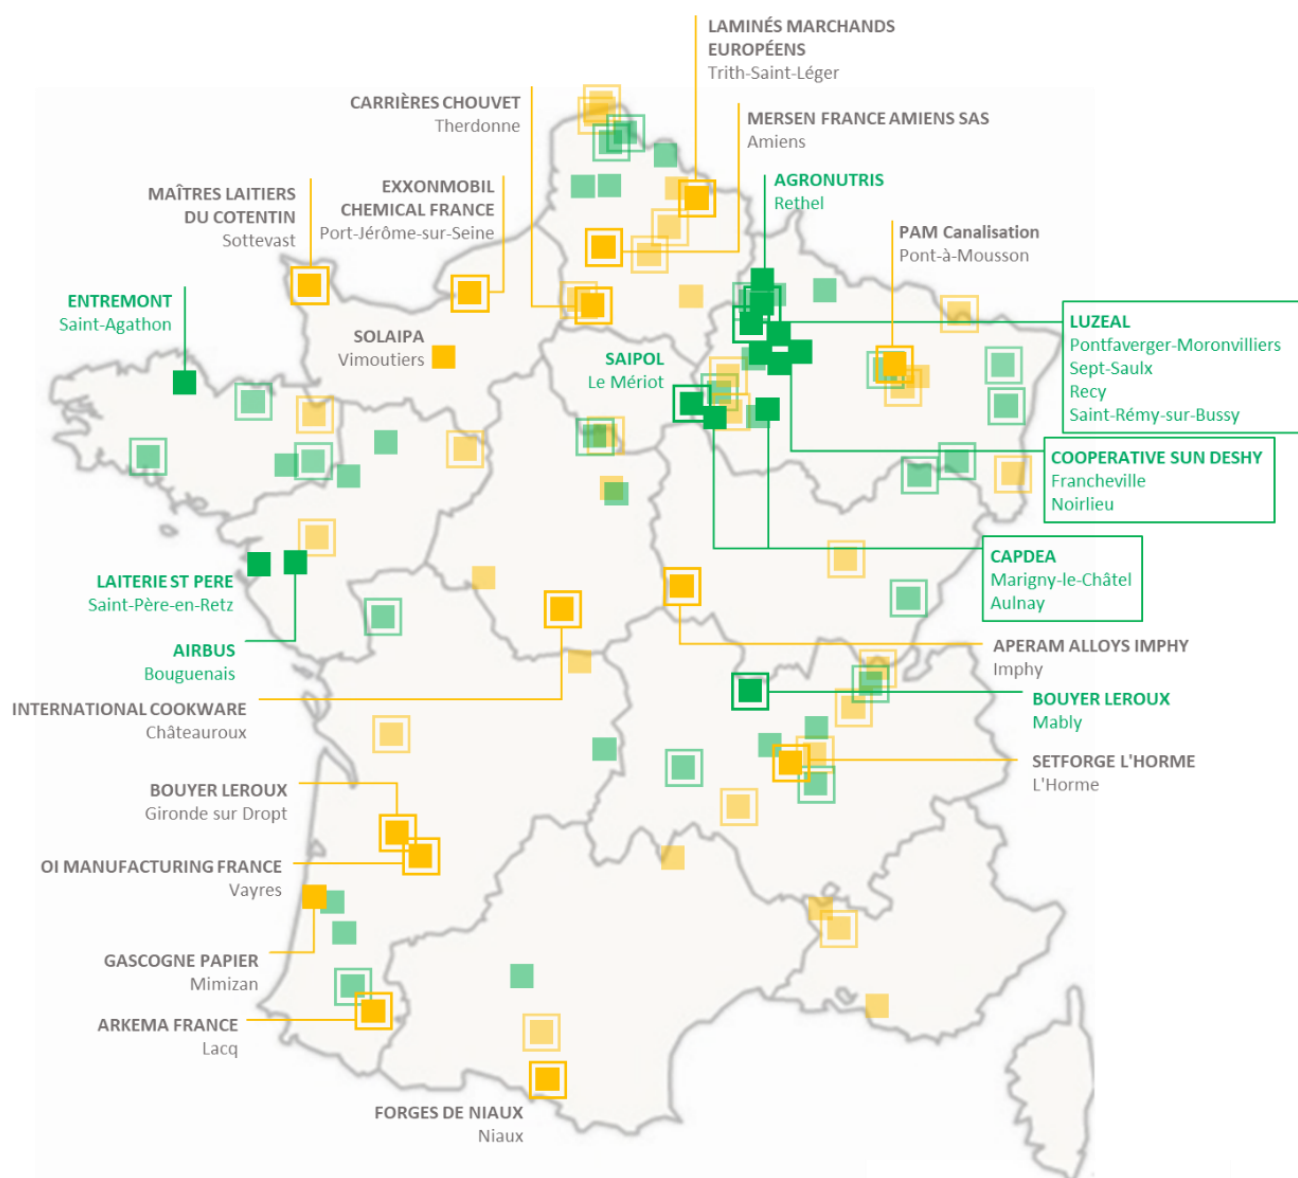 LAMINÉS MARCHANDS
EUROPÉENS
Trith-Saint-Léger
CARRIÈRES CHOUVET
Therdonne
MERSEN FRANCE AMIENS SAS
Amiens
MAÎTRES LAITIERS
DU COTENTIN
Sottevast
EXXONMOBIL
CHEMICAL FRANCE
Port-Jérôme-sur-Seine
AGRONUTRIS
Rethel
PAM Canalisation
Pont-à-Mousson
ENTREMONT
Saint-Agathon
SOLAIPA
Vimoutiers
SAIPOL
Le Mériot
LUZEAL
Pontfaverger-Moronvilliers
Sept-Saulx
Recy
Saint-Rémy-sur-Bussy
COOPERATIVE SUN DESHY
Francheville
Noirlieu
CAPDEA
Marigny-le-Châtel
Aulnay
LAITERIE ST PERE
Saint-Père-en-Retz
AIRBUS
Bouguenais
APERAM ALLOYS IMPHY
Imphy
INTERNATIONAL COOKWARE
Châteauroux
BOUYER LEROUX
Mably
SETFORGE L'HORME
L'Horme
BOUYER LEROUX
Gironde sur Dropt
OI MANUFACTURING FRANCE
Vayres
GASCOGNE PAPIER
Mimizan
ARKEMA FRANCE
Lacq
FORGES DE NIAUX
Niaux